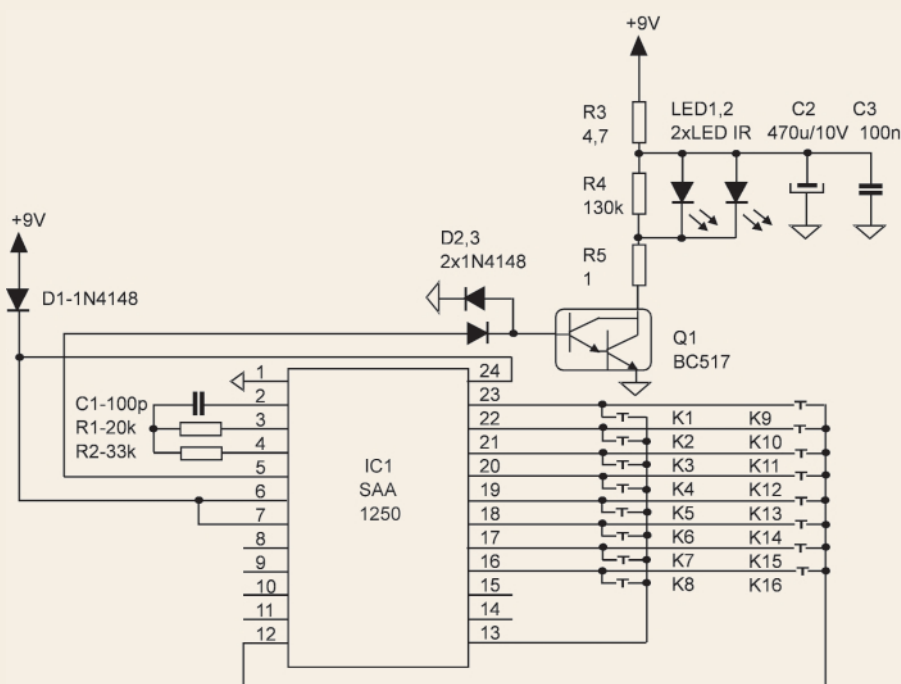 +9V
R3
4,7
LED1,2
2xLED IR
C2
470u/10V
C3
100n
R4
130k
+9V
D2,3
2x1N4148
R5
1
D1-1N4148
Q1
BC517
1
24
2
23
C1-100p
3
22
K1
K9
R1-20k
4
21
K2
K10
R2-33k
5
20
K3
K11
IC1
SAA
1250
6
19
K4
K12
7
18
K5
K13
8
17
K6
K14
9
16
K7
K15
10
15
K8
K16
11
14
12
13